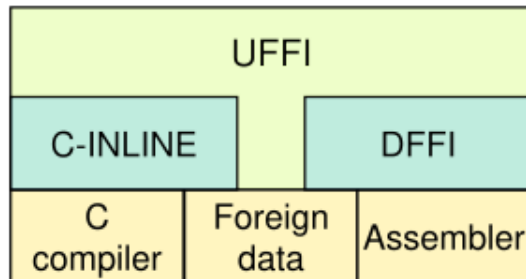 UFFI
C-INLINE
DFFI
C
compiler
Foreign
data
Assembler